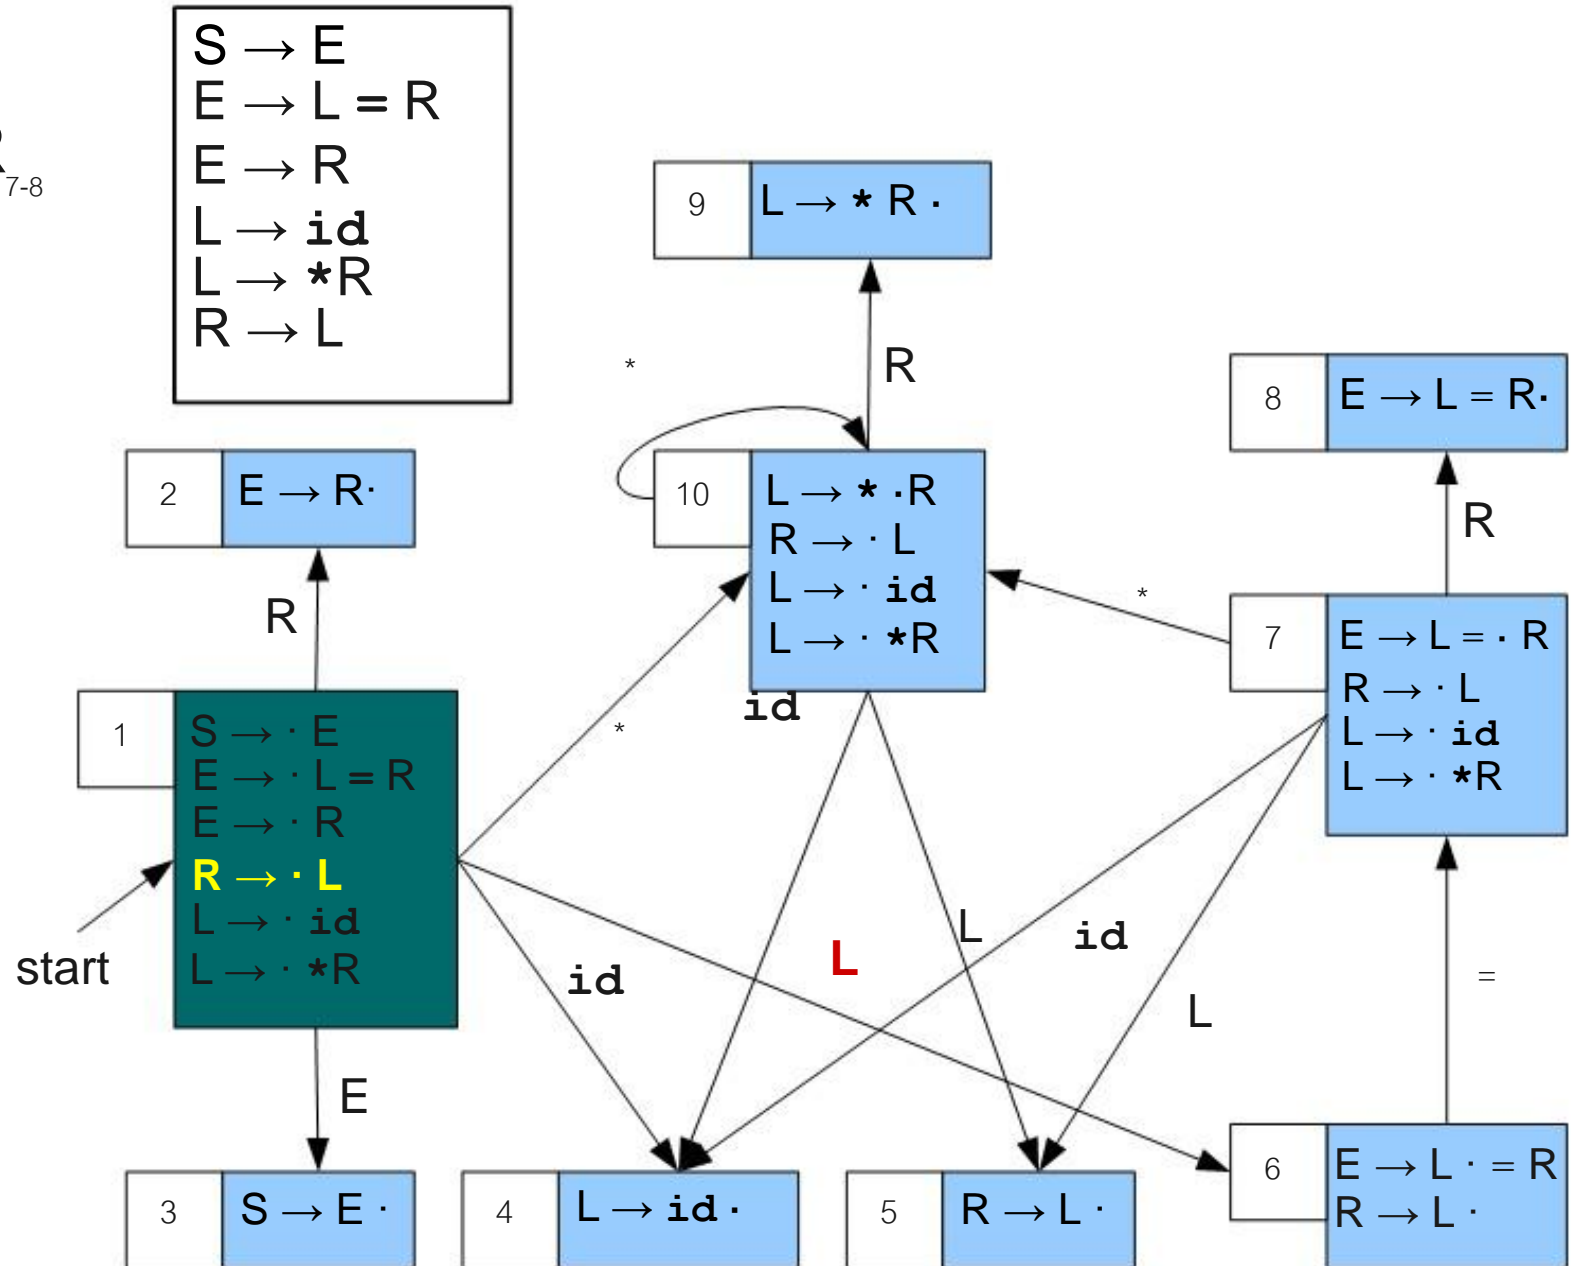 S → E
E → L = R
E → R
L → id
L → *R
R → L
7-8
9
L → * R ·
*
R
8
E → L = R·
2
E → R·
10
L → * ·R
R → · L
L → · id
L → · *R
R
R
*
7
E → L = · R
R → · L
L → · id
L → · *R
1
S → · E
E → · L = R
E → · R
R → · L
L → · id
L → · *R
id
*
start
id
L
L
id
L
=
E
3
S → E ·
4
L → id ·
5
R → L ·
6
E → L · = R
R → L ·